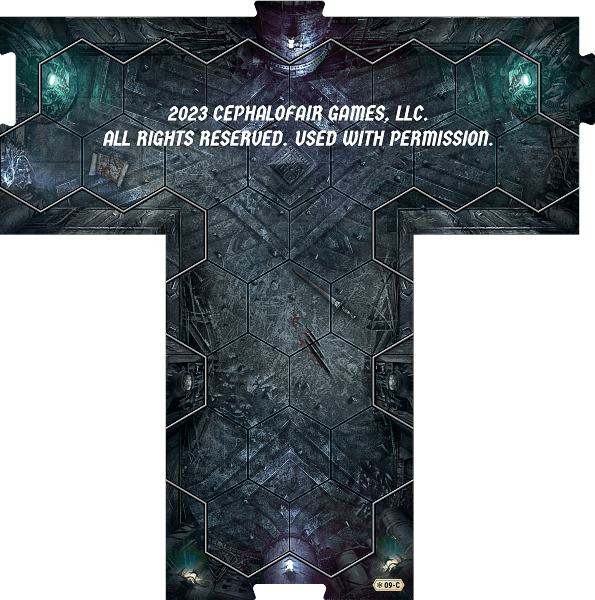 2023 CEPHALOFAIR GAMES, LLC.
ALL RIGHTS RESERVED. USED WITH PERMISSION.
09-C